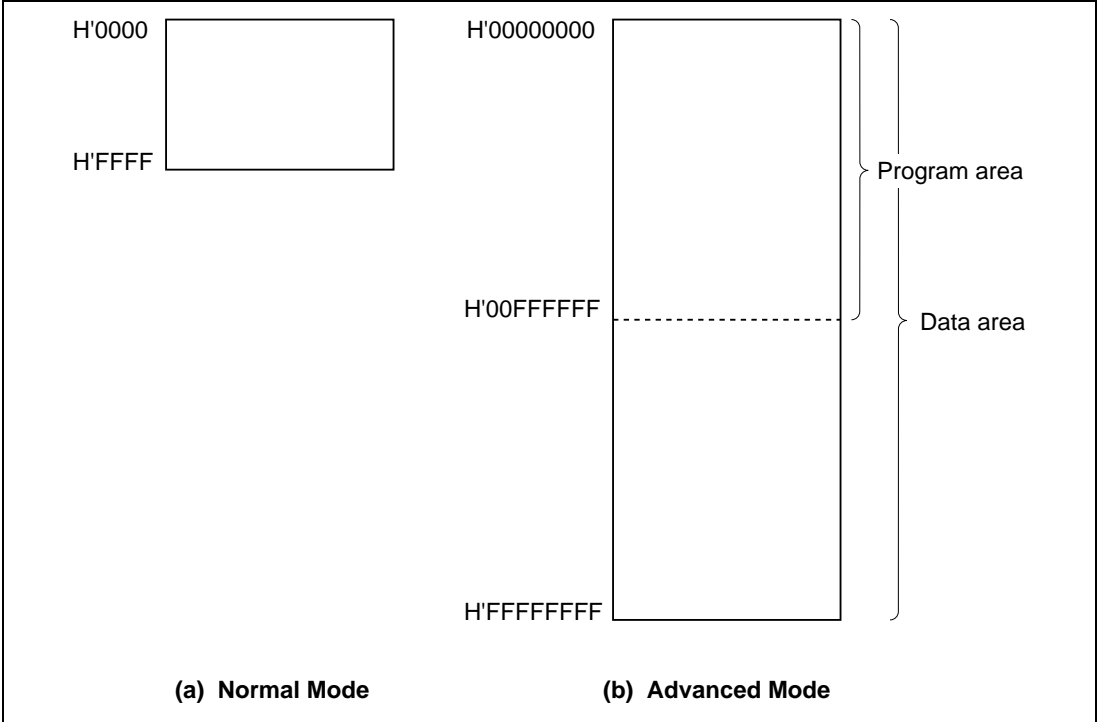 H'0000
H'FFFF
(a) Normal Mode
H'00000000
H'00FFFFFF
H'FFFFFFFF
Program area
Data area
(b) Advanced Mode